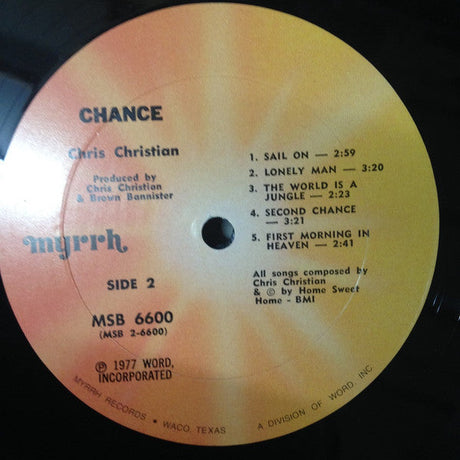 CHANCE
Chris Christian
Produced by
Chris Christian
& Brown Bannister
myrrh
SIDE 2
MSB 6600
(MSB 2-6600)
℗ 1977 WORD,
INCORPORATED
1. SAIL ON — 2:59
2. LONELY MAN — 3:20
3. THE WORLD IS A
JUNGLE — 2:23
4. SECOND CHANCE
— 3:21
5. FIRST MORNING IN
HEAVEN — 2:41
All songs composed by
Chris Christian
& © by Home Sweet
Home - BMI
MYRRH RECORDS • WACO, TEXAS A DIVISION OF WORD, INC